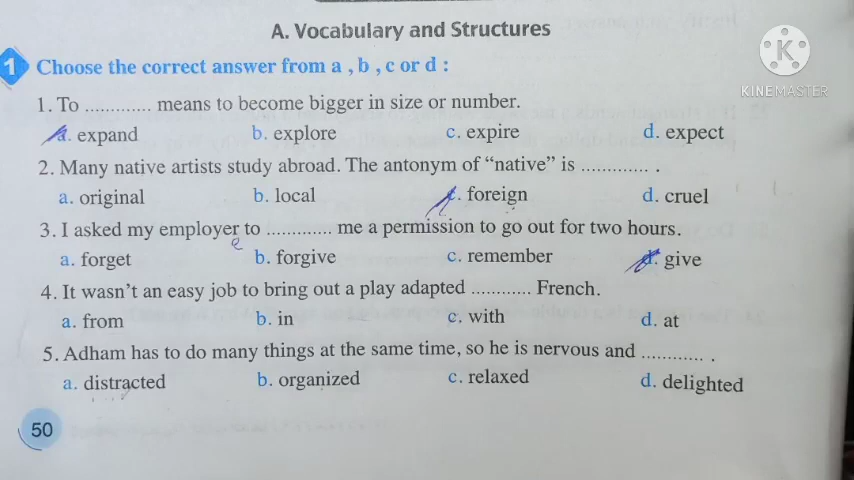 A. Vocabulary and Structures
1 Choose the correct answer from a , b , c or d :
1. To ............. means to become bigger in size or number.
a. expand b. explore c. expire d. expect
2. Many native artists study abroad. The antonym of “native” is ............. .
a. original b. local c. foreign d. cruel
3. I asked my employer to ............. me a permission to go out for two hours.
a. forget b. forgive c. remember d. give
4. It wasn’t an easy job to bring out a play adapted ............ French.
a. from b. in c. with d. at
5. Adham has to do many things at the same time, so he is nervous and ............ .
a. distracted b. organized c. relaxed d. delighted
50
K
KINEMASTER